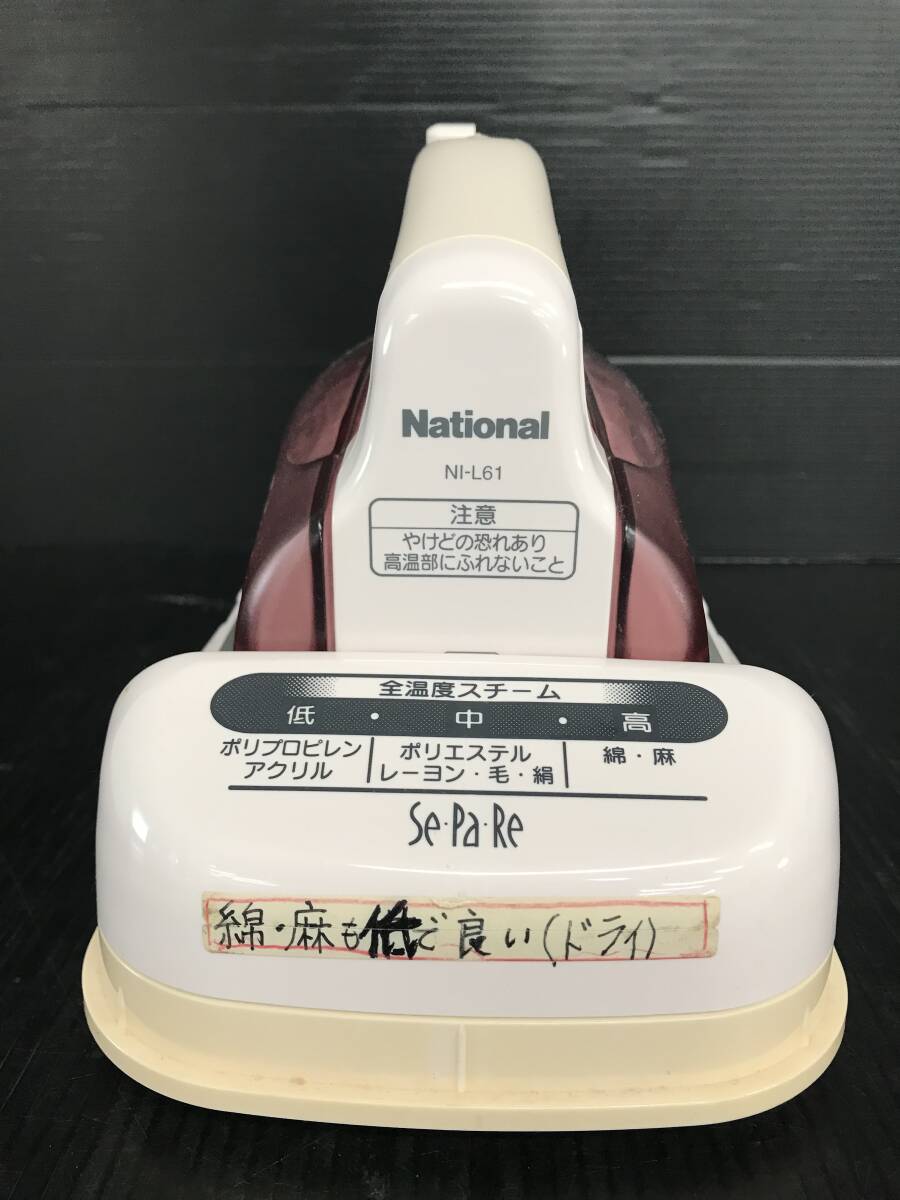 National
NI-L61
注意
やけどの恐れあり
高温部にふれないこと
全温度スチーム
低・中・高
ポリプロピレン アクリル
ポリエステル レーヨン・毛・絹
綿・麻
Se・Pa・Re
綿・麻も低で良い(ドライ)